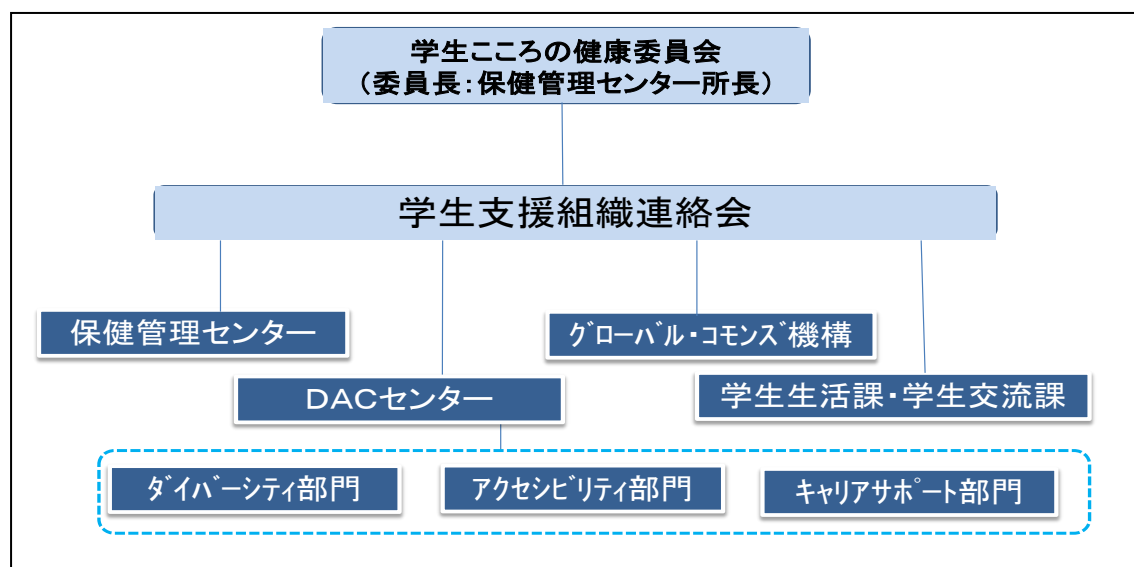 学生こころの健康委員会
（委員長：保健管理センター所長）
学生支援組織連絡会
保健管理センター
ｸﾞﾛｰﾊﾞﾙ・ｺﾓﾝｽﾞ機構
DACセンター
学生生活課・学生交流課
ﾀﾞｲﾊﾞｰｼﾃｨ部門
ｱｸｾｼﾋﾞﾘﾃｨ部門
ｷｬﾘｱｻﾎﾟｰﾄ部門